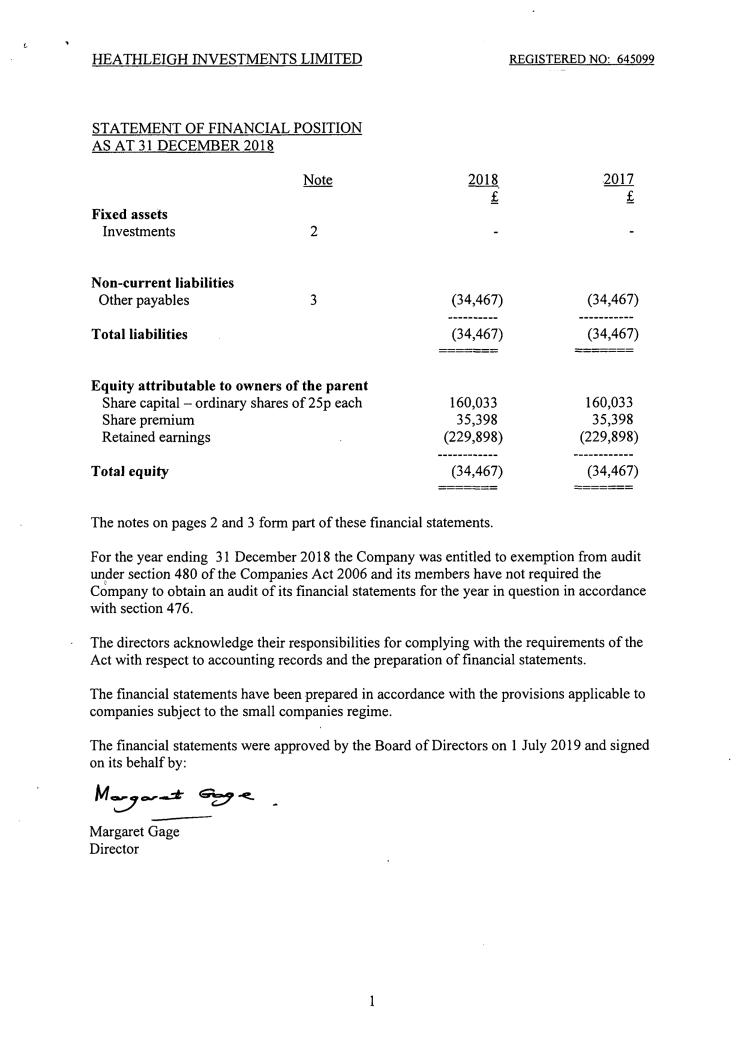 HEATHLEIGH INVESTMENTS LIMITED REGISTERED NO: 645099
STATEMENT OF FINANCIAL POSITION
AS AT 31 DECEMBER 2018
Note 2018 2017
£ £
Fixed assets
Investments 2 - -
Non-current liabilities
Other payables 3 (34,467) (34,467)
---------- -----------
Total liabilities (34,467) (34,467)
======= =======
Equity attributable to owners of the parent
Share capital – ordinary shares of 25p each 160,033 160,033
Share premium 35,398 35,398
Retained earnings (229,898) (229,898)
------------ ------------
Total equity (34,467) (34,467)
======= =======
The notes on pages 2 and 3 form part of these financial statements.
For the year ending 31 December 2018 the Company was entitled to exemption from audit
under section 480 of the Companies Act 2006 and its members have not required the
Company to obtain an audit of its financial statements for the year in question in accordance
with section 476.
The directors acknowledge their responsibilities for complying with the requirements of the
Act with respect to accounting records and the preparation of financial statements.
The financial statements have been prepared in accordance with the provisions applicable to
companies subject to the small companies regime.
The financial statements were approved by the Board of Directors on 1 July 2019 and signed
on its behalf by:
Margaret Gage
Margaret Gage
Director
1